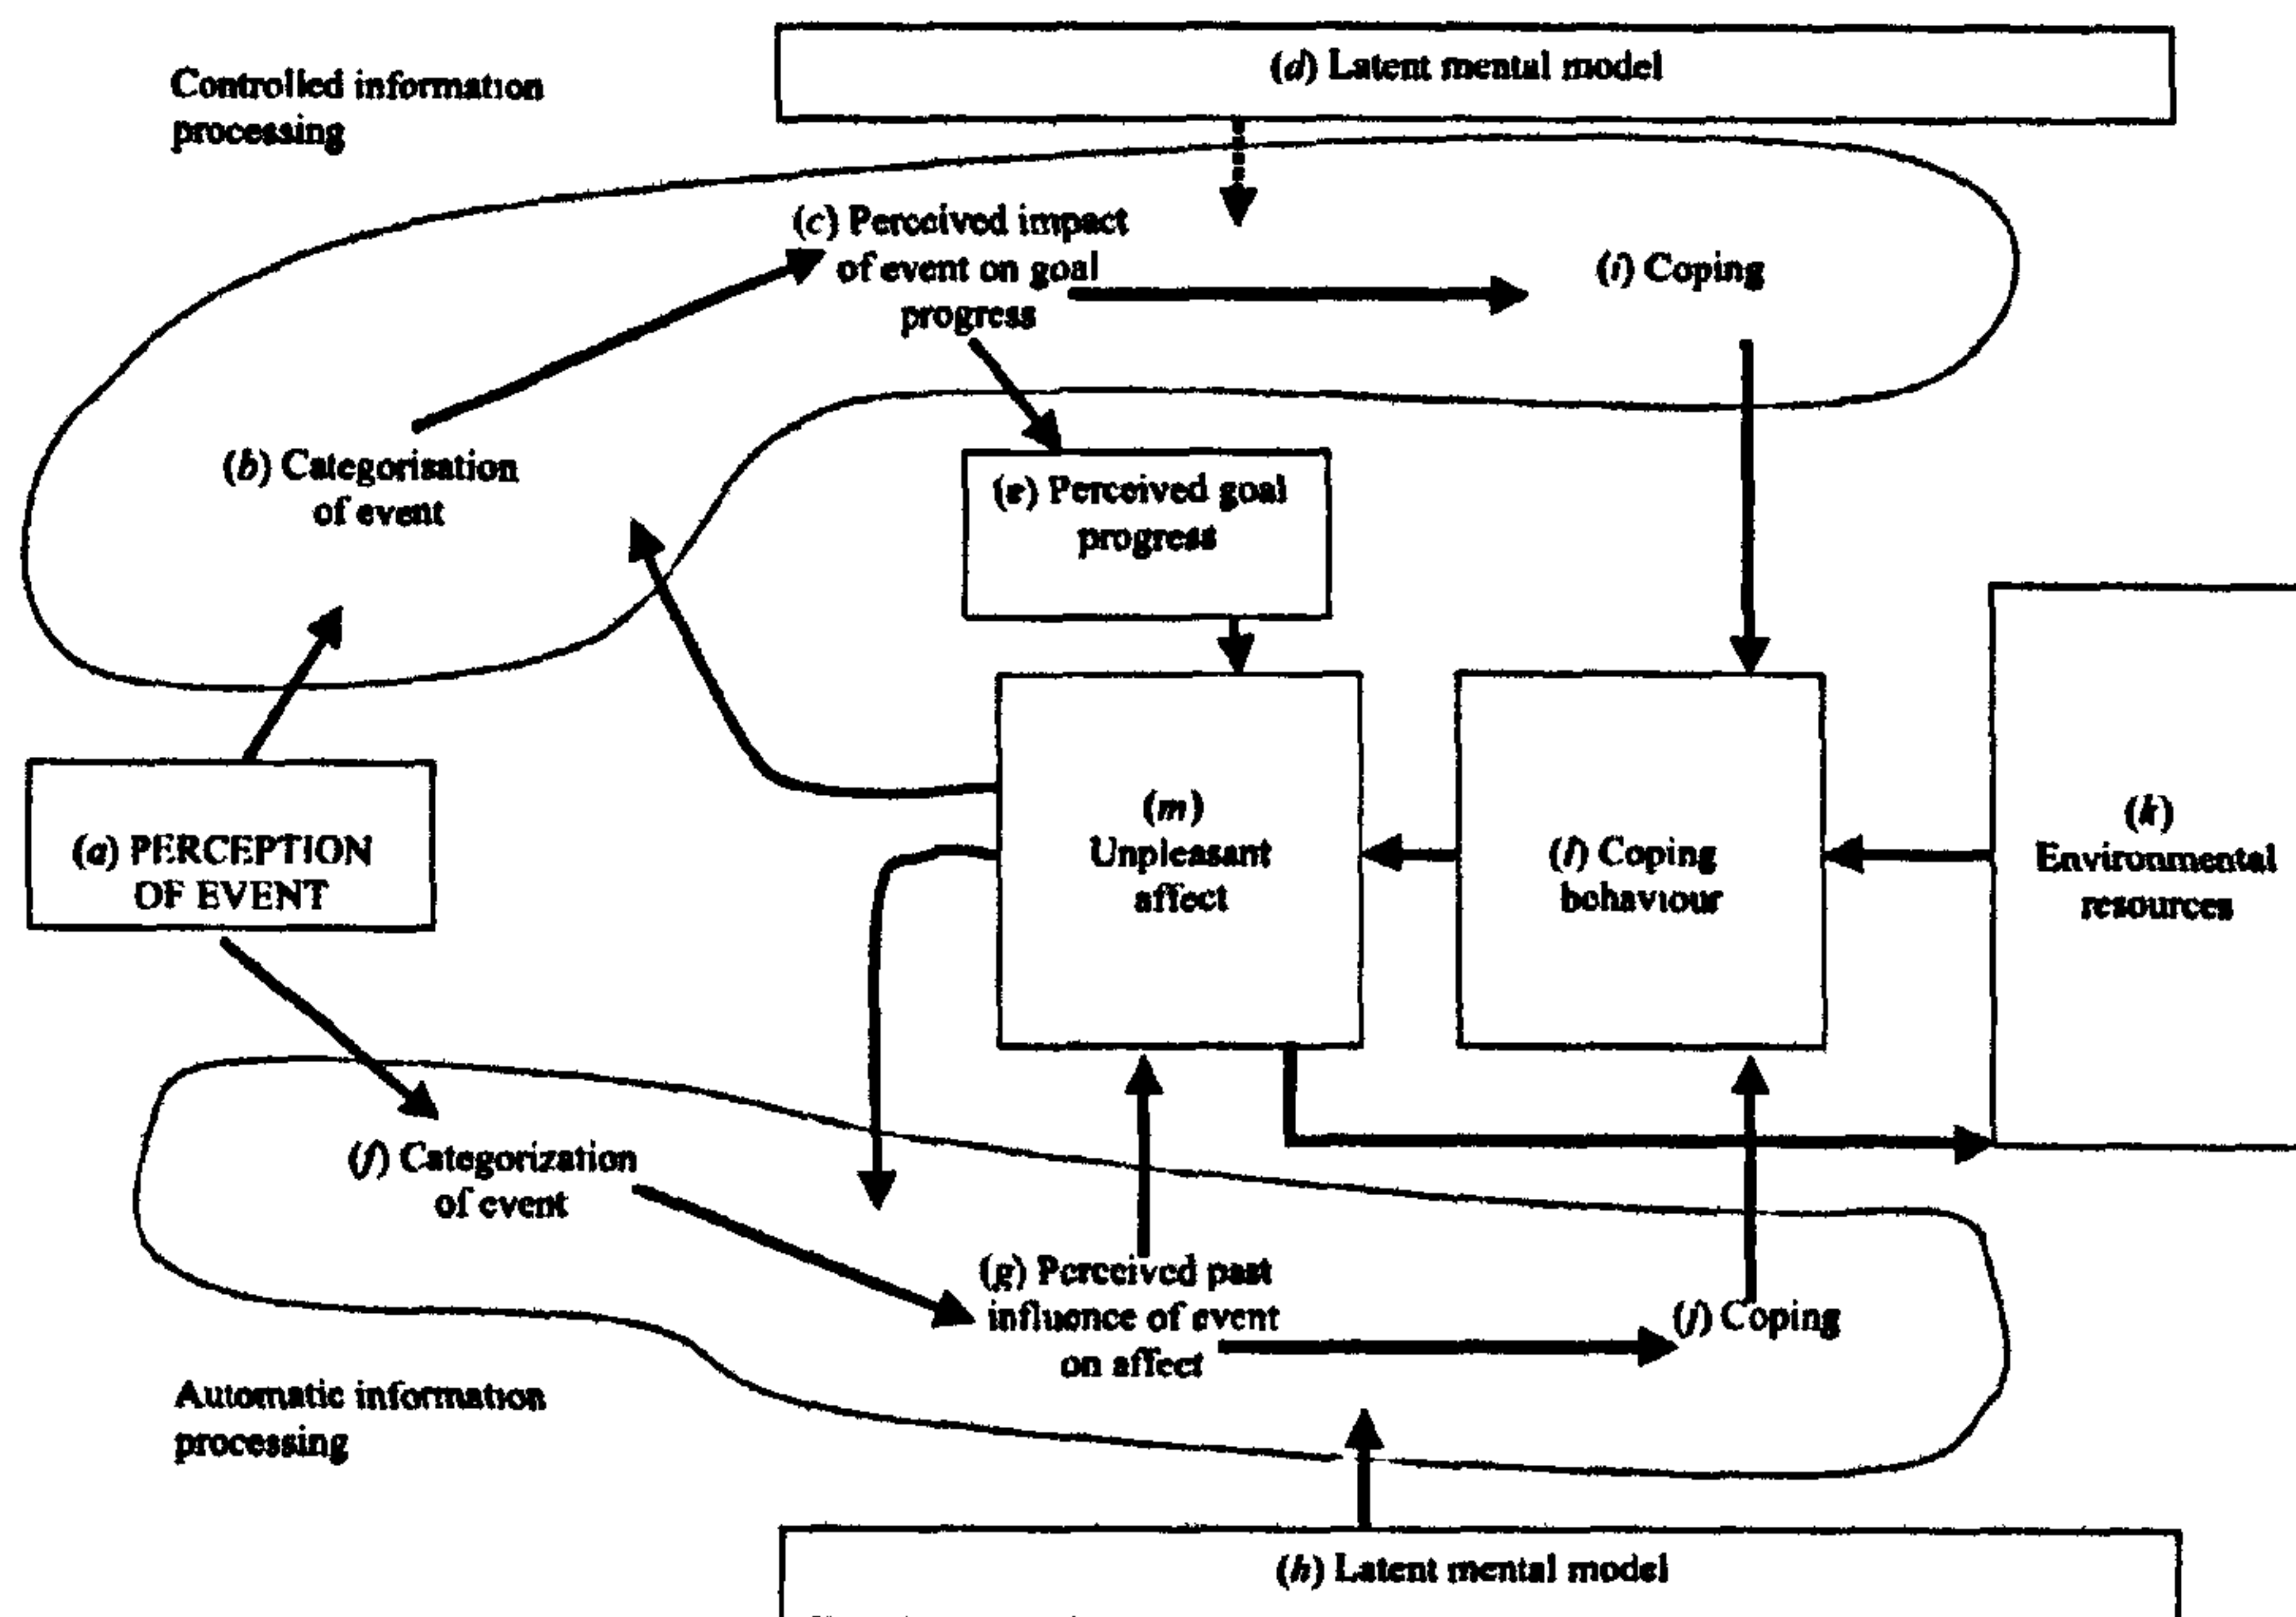 (d) Latent mental model
Controlled information
processing
(c) Perceived impact
of event on goal
progress
(i) Coping
(b) Categorisation
of event
(e) Perceived goal
progress
(a) PERCEPTION
OF EVENT
(m)
Unpleasant
affect
(l) Coping
behaviour
(k)
Environmental
resources
(f) Categorization
of event
(g) Perceived past
influence of event
on affect
(j) Coping
Automatic information
processing
(h) Latent mental model